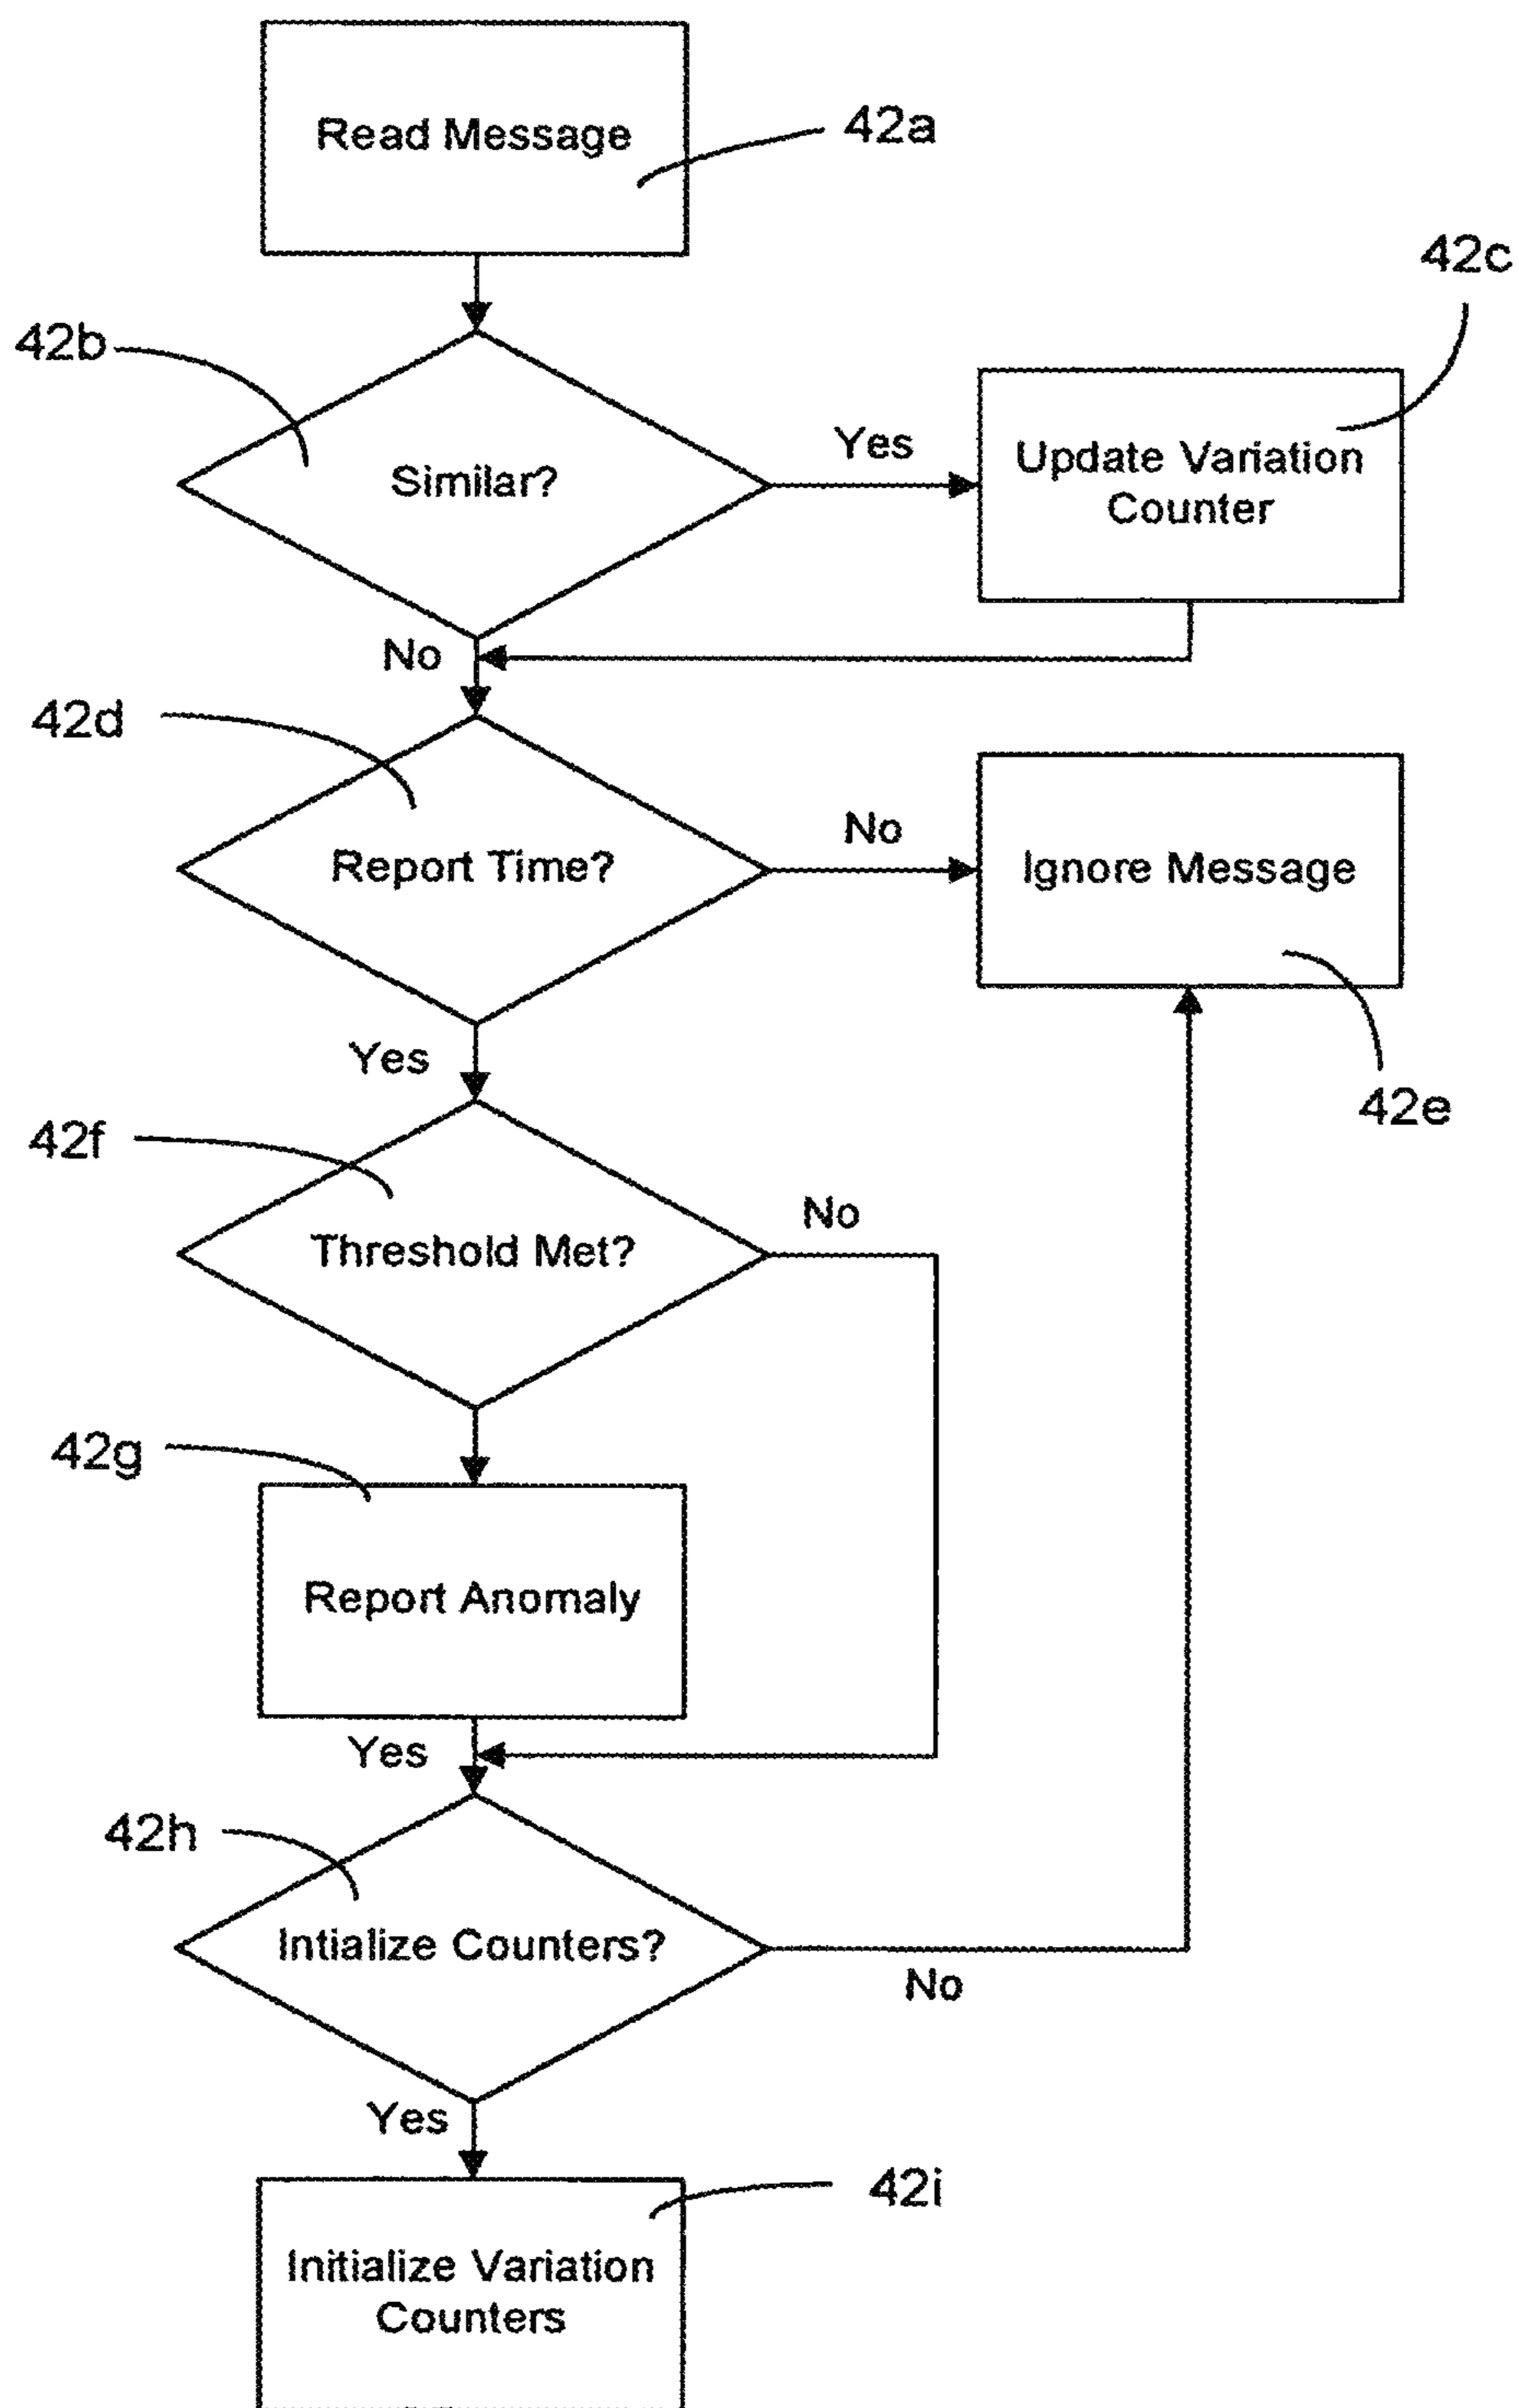 Read Message
42a
42c
42b
Similar?
Yes
Update Variation
Counter
No
42d
Report Time?
No
Ignore Message
Yes
42e
42f
Threshold Met?
No
42g
Report Anomaly
Yes
42h
Intialize Counters?
No
Yes
42i
Initialize Variation
Counters